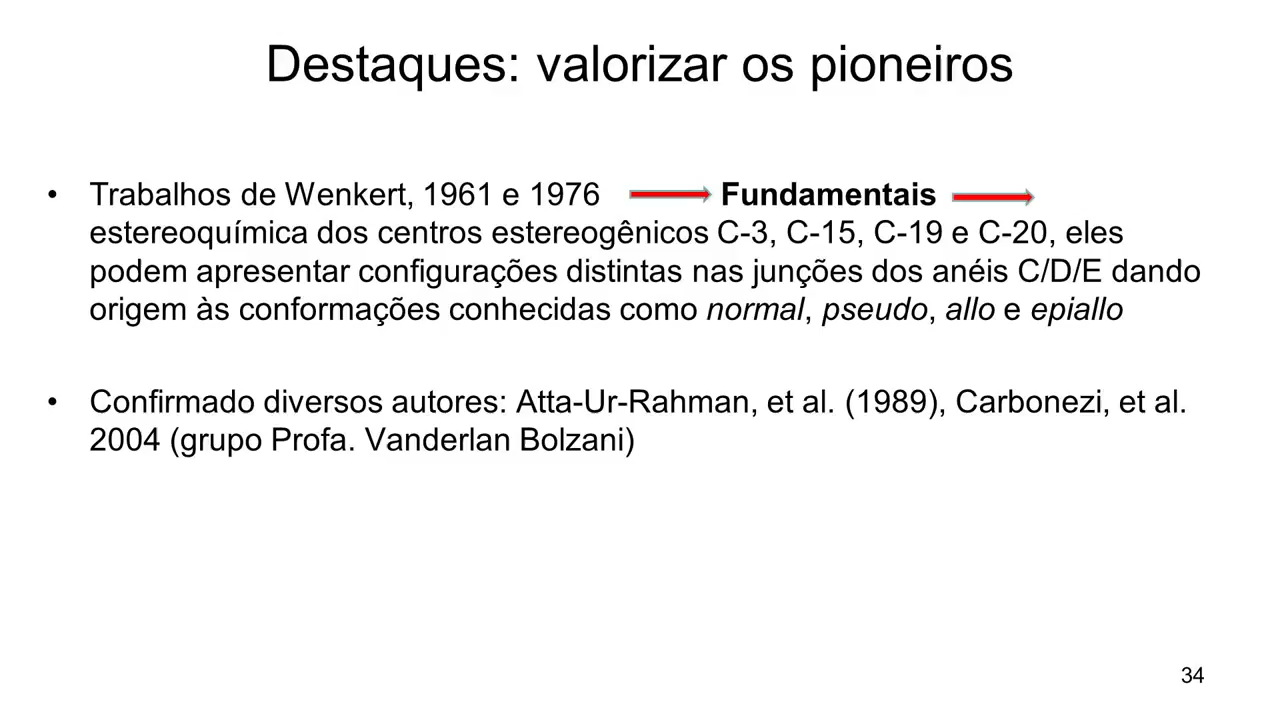 Destaques: valorizar os pioneiros
• Trabalhos de Wenkert, 1961 e 1976 Fundamentais
estereoquímica dos centros estereogênicos C-3, C-15, C-19 e C-20, eles
podem apresentar configurações distintas nas junções dos anéis C/D/E dando
origem às conformações conhecidas como normal, pseudo, allo e epiallo
• Confirmado diversos autores: Atta-Ur-Rahman, et al. (1989), Carbonezi, et al.
2004 (grupo Profa. Vanderlan Bolzani)
34